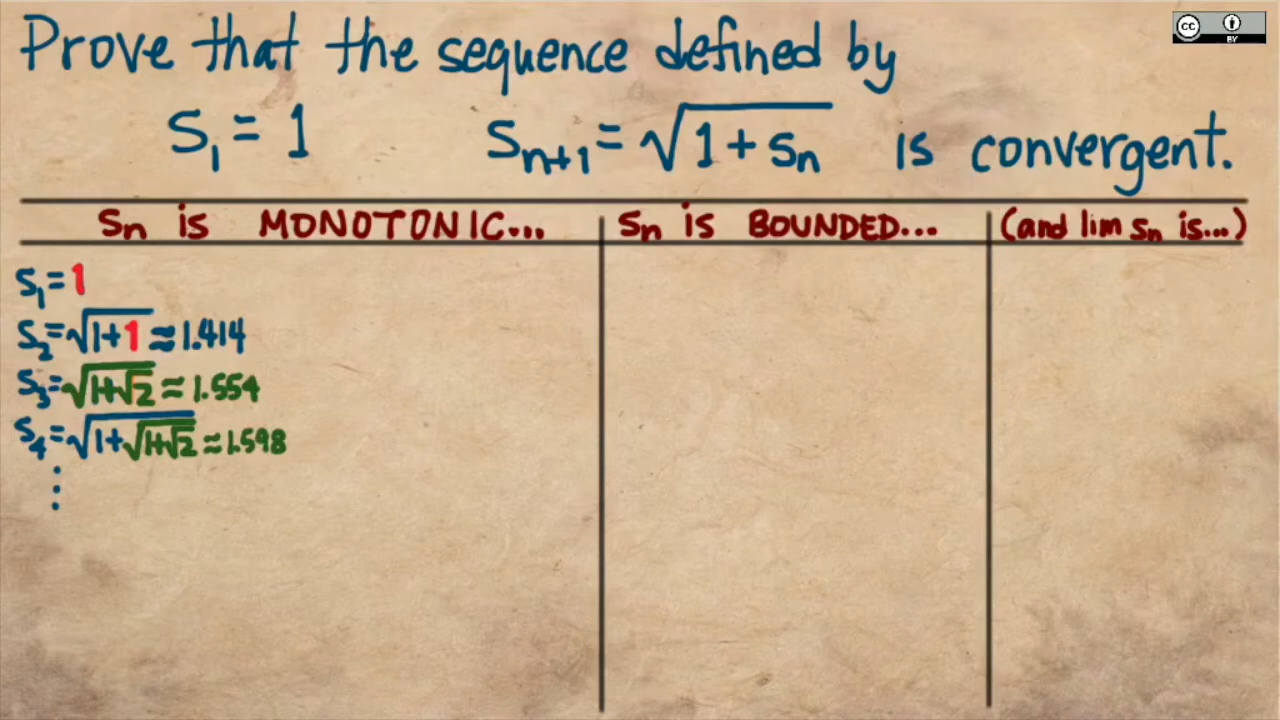 Prove that the sequence defined by
S₁ = 1 Sₙ₊₁ = √(1 + Sₙ) is convergent.
Sₙ is MONOTONIC... Sₙ is BOUNDED... (and lim Sₙ is...)
S₁ = 1
S₂ = √(1+1) ≈ 1.414
S₃ = √(1+√2) ≈ 1.554
S₄ = √(1+√(1+√2)) ≈ 1.598
⋮
cc BY